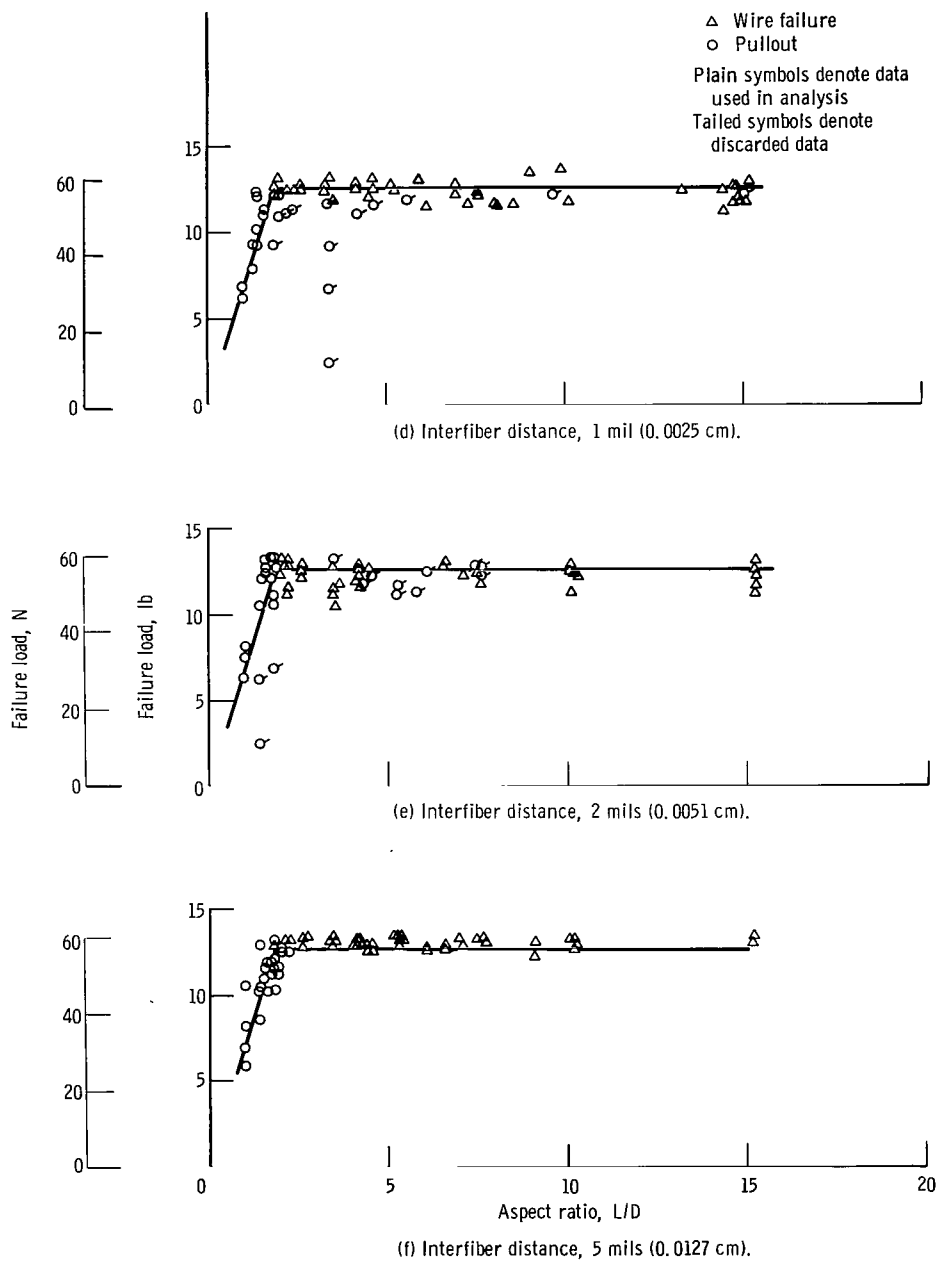 △ Wire failure
○ Pullout
Plain symbols denote data
used in analysis
Tailed symbols denote
discarded data
15
60
10
40
5
20
0
0
(d) Interfiber distance, 1 mil (0.0025 cm).
15
60
10
40
5
20
0
0
Failure load, N
Failure load, lb
(e) Interfiber distance, 2 mils (0.0051 cm).
15
60
10
40
5
20
0
0 5 10 15 20
Aspect ratio, L/D
(f) Interfiber distance, 5 mils (0.0127 cm).